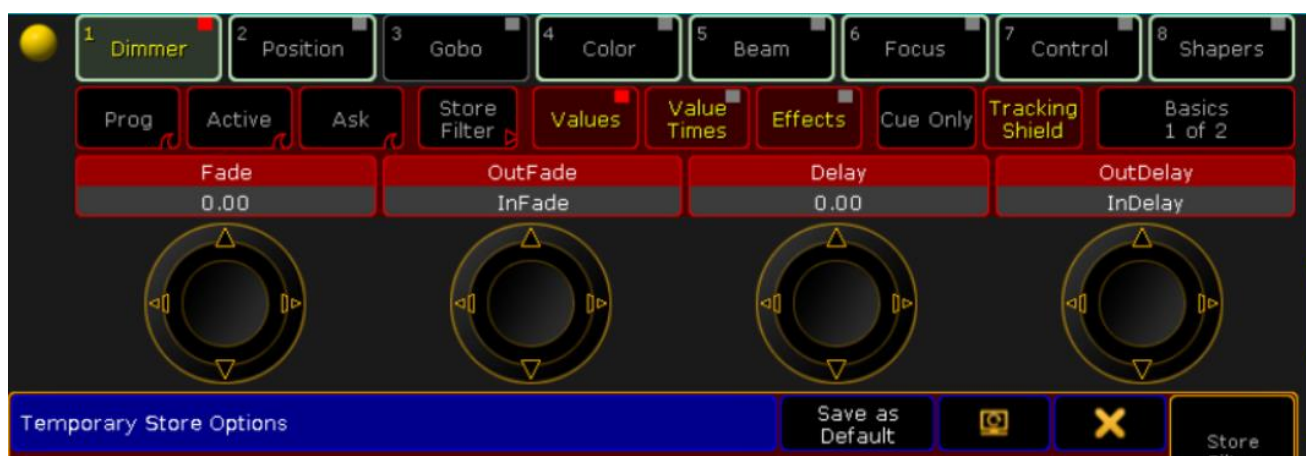 1 Dimmer 2 Position 3 Gobo 4 Color 5 Beam 6 Focus 7 Control 8 Shapers
Prog Active Ask Store Filter Values Value Times Effects Cue Only Tracking Shield Basics 1 of 2
Fade OutFade Delay OutDelay
0.00 InFade 0.00 InDelay
Temporary Store Options Save as Default Store